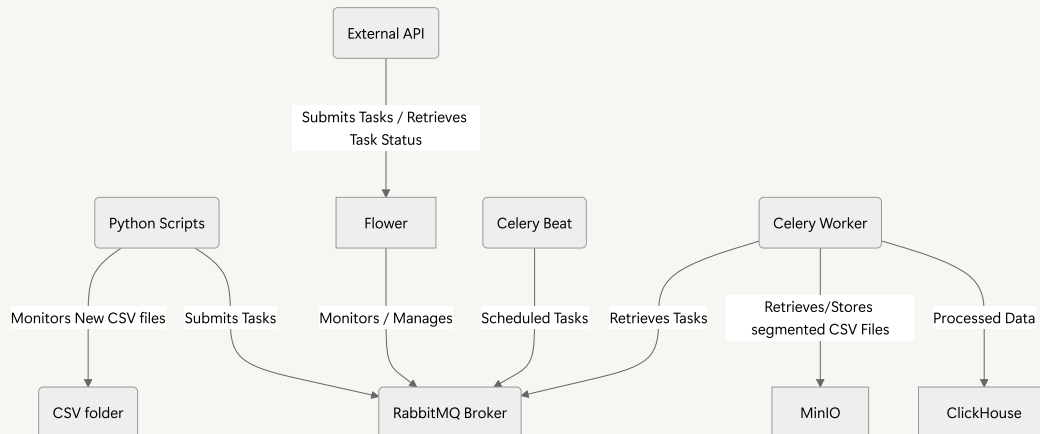 External API
Submits Tasks / Retrieves
Task Status
Python Scripts
Flower
Celery Beat
Celery Worker
Monitors New CSV files
Submits Tasks
Monitors / Manages
Scheduled Tasks
Retrieves Tasks
Retrieves/Stores
segmented CSV Files
Processed Data
CSV folder
RabbitMQ Broker
MinIO
ClickHouse